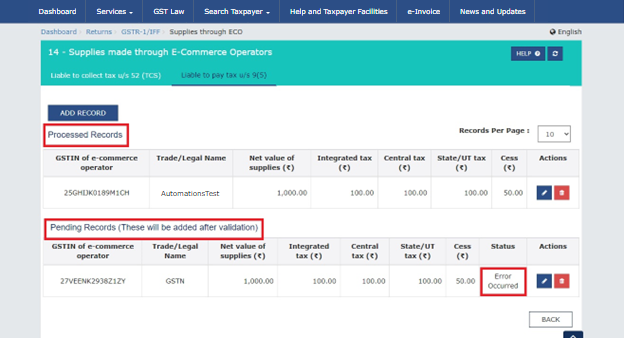 Dashboard Services GST Law Search Taxpayer Help and Taxpayer Facilities e-Invoice News and Updates
Dashboard Returns GSTR-1/IFF Supplies through ECO English
14 - Supplies made through E-Commerce Operators HELP
Liable to collect tax u/s 52 (TCS) Liable to pay tax u/s 9(5)
ADD RECORD
Processed Records Records Per Page : 10
GSTIN of e-commerce operator Trade/Legal Name Net value of supplies (₹) Integrated tax (₹) Central tax (₹) State/UT tax (₹) Cess (₹) Actions
25GHIJK0189M1CH AutomationsTest 1,000.00 100.00 100.00 100.00 50.00
Pending Records (These will be added after validation)
GSTIN of e-commerce operator Trade/Legal Name Net value of supplies (₹) Integrated tax (₹) Central tax (₹) State/UT tax (₹) Cess (₹) Status Actions
27VEENK2938Z1ZY GSTN 1,000.00 100.00 100.00 100.00 50.00 Error Occurred
BACK